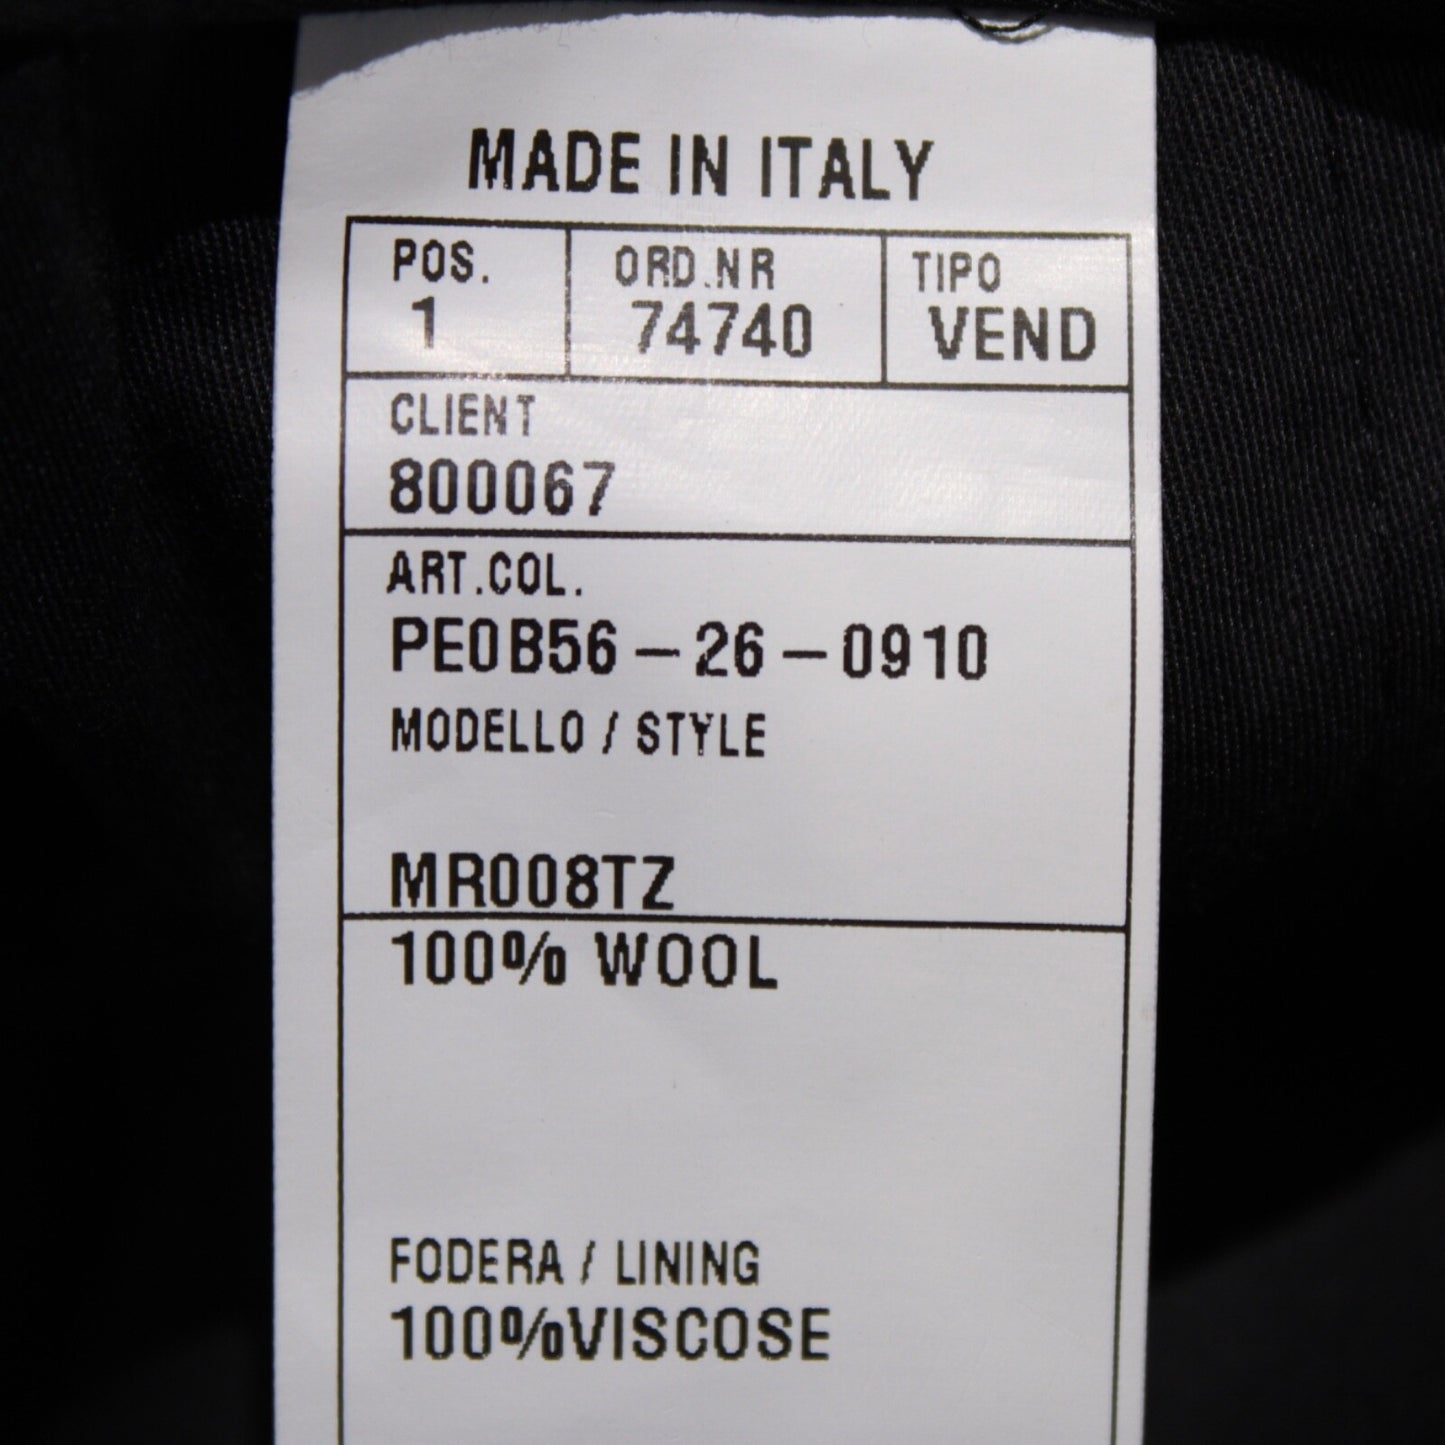 MADE IN ITALY
POS. ORD.NR TIPO
1 74740 VEND
CLIENT
800067
ART.COL.
PE0B56-26-0910
MODELLO / STYLE
MR008TZ
100% WOOL
FODERA / LINING
100%VISCOSE